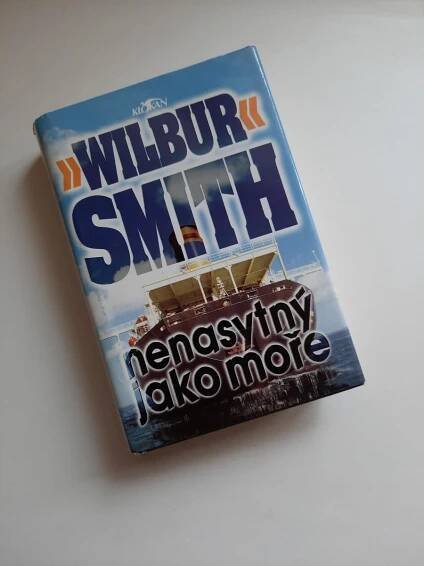 KLOKAN
»WILBUR«
SMITH
nenasytný
jako moře